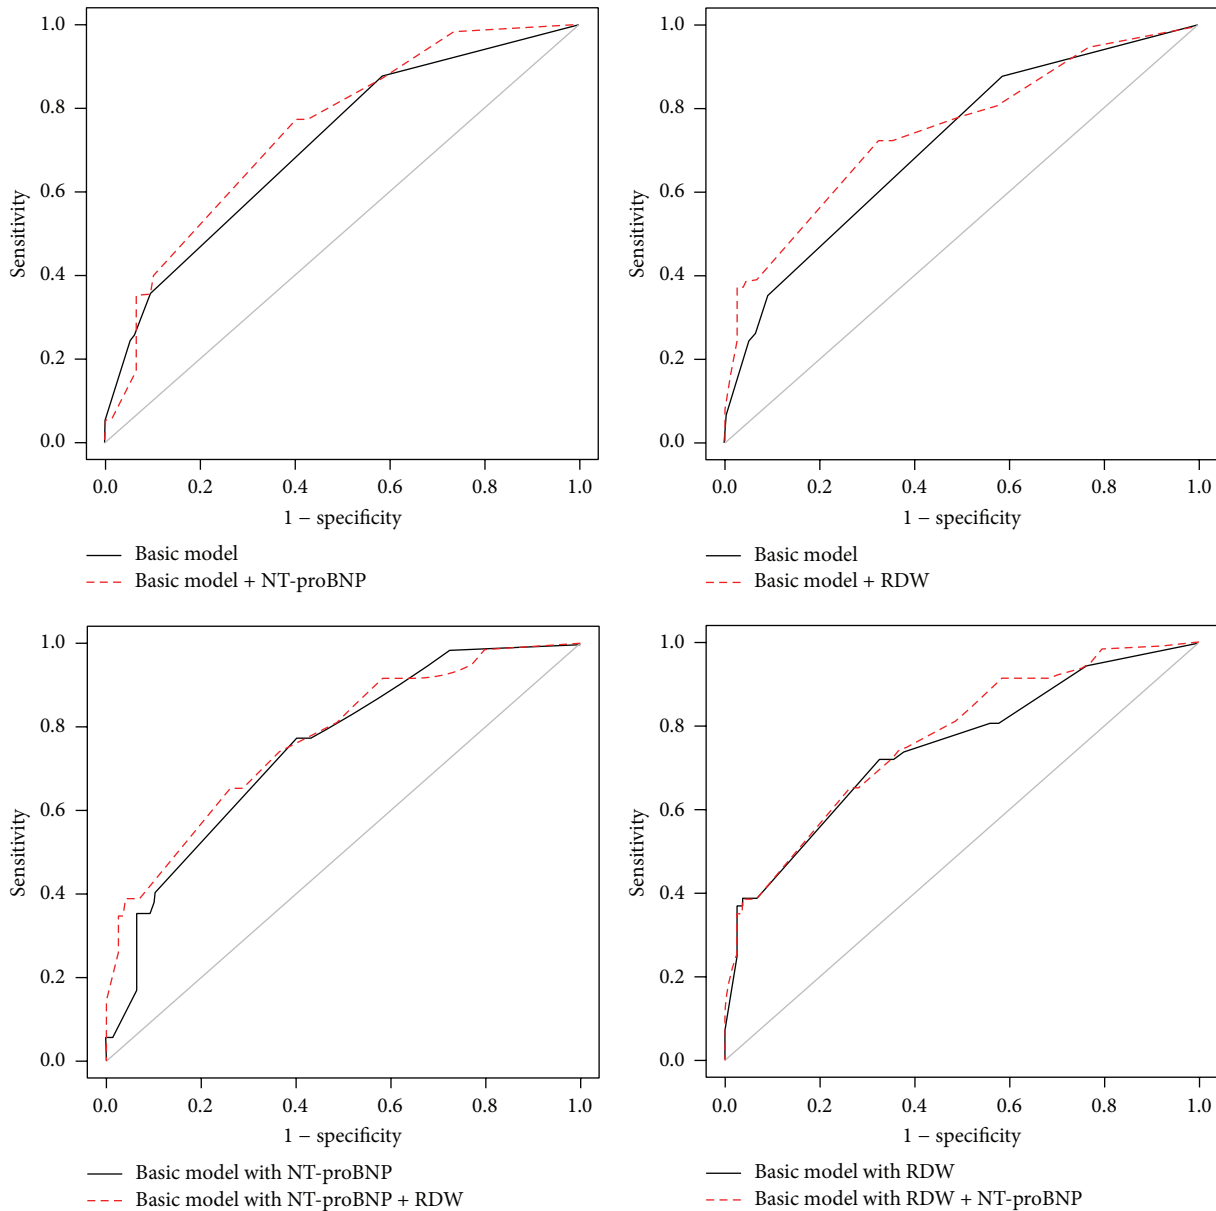 1.0
0.8
0.6
0.4
0.2
0.0
Sensitivity
0.0 0.2 0.4 0.6 0.8 1.0
1 − specificity
Basic model
Basic model + NT-proBNP
1.0
0.8
0.6
0.4
0.2
0.0
Sensitivity
0.0 0.2 0.4 0.6 0.8 1.0
1 − specificity
Basic model
Basic model + RDW
1.0
0.8
0.6
0.4
0.2
0.0
Sensitivity
0.0 0.2 0.4 0.6 0.8 1.0
1 − specificity
Basic model with NT-proBNP
Basic model with NT-proBNP + RDW
1.0
0.8
0.6
0.4
0.2
0.0
Sensitivity
0.0 0.2 0.4 0.6 0.8 1.0
1 − specificity
Basic model with RDW
Basic model with RDW + NT-proBNP